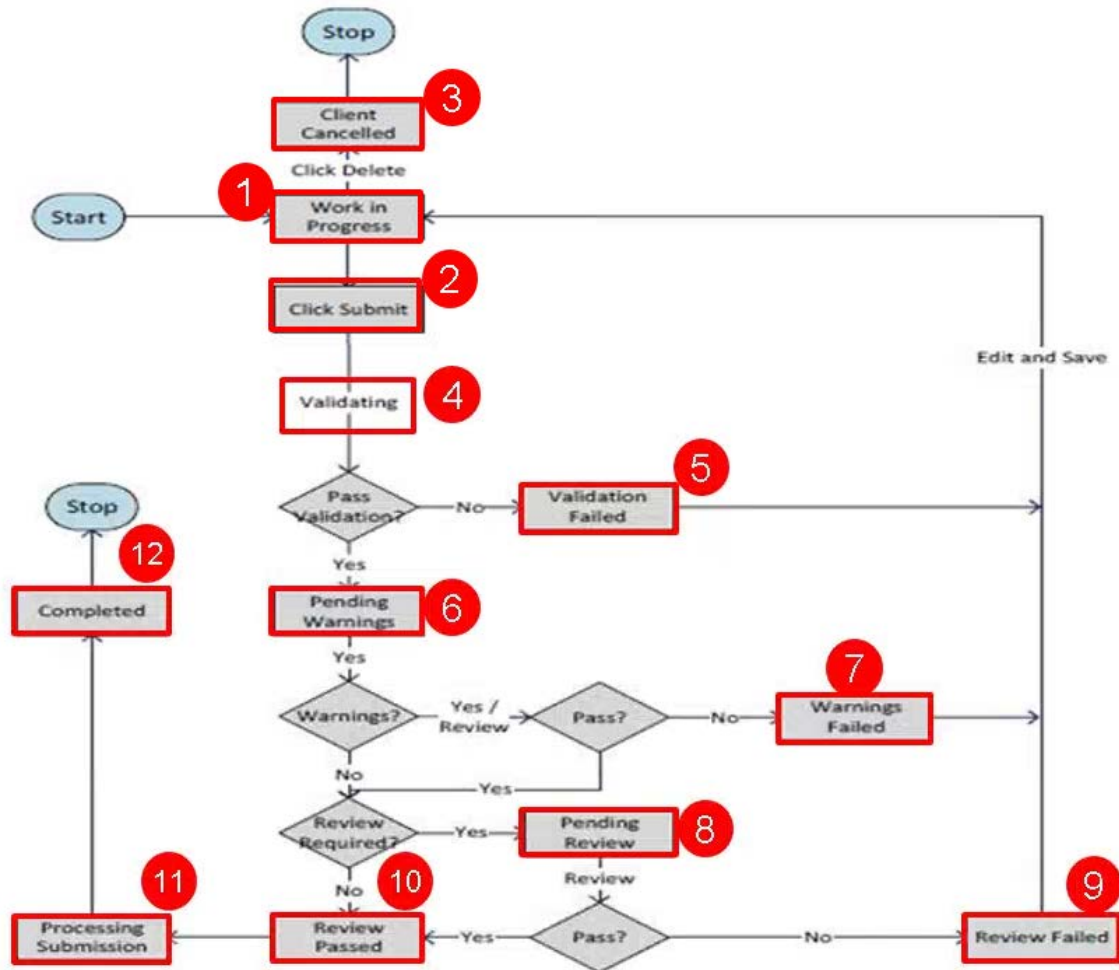 Stop
3
Client
Cancelled
Click Delete
1
Start
Work in
Progress
2
Click Submit
Edit and Save
4
Validating
5
Pass
Validation?
No
Validation
Failed
Stop
12
Yes
Completed
Pending
Warnings
6
Yes
7
Warnings?
Yes /
Review
Pass?
No
Warnings
Failed
No
Yes
Review
Required?
Yes
Pending
Review
8
Review
11
No
10
9
Processing
Submission
Review
Passed
Yes
Pass?
No
Review Failed